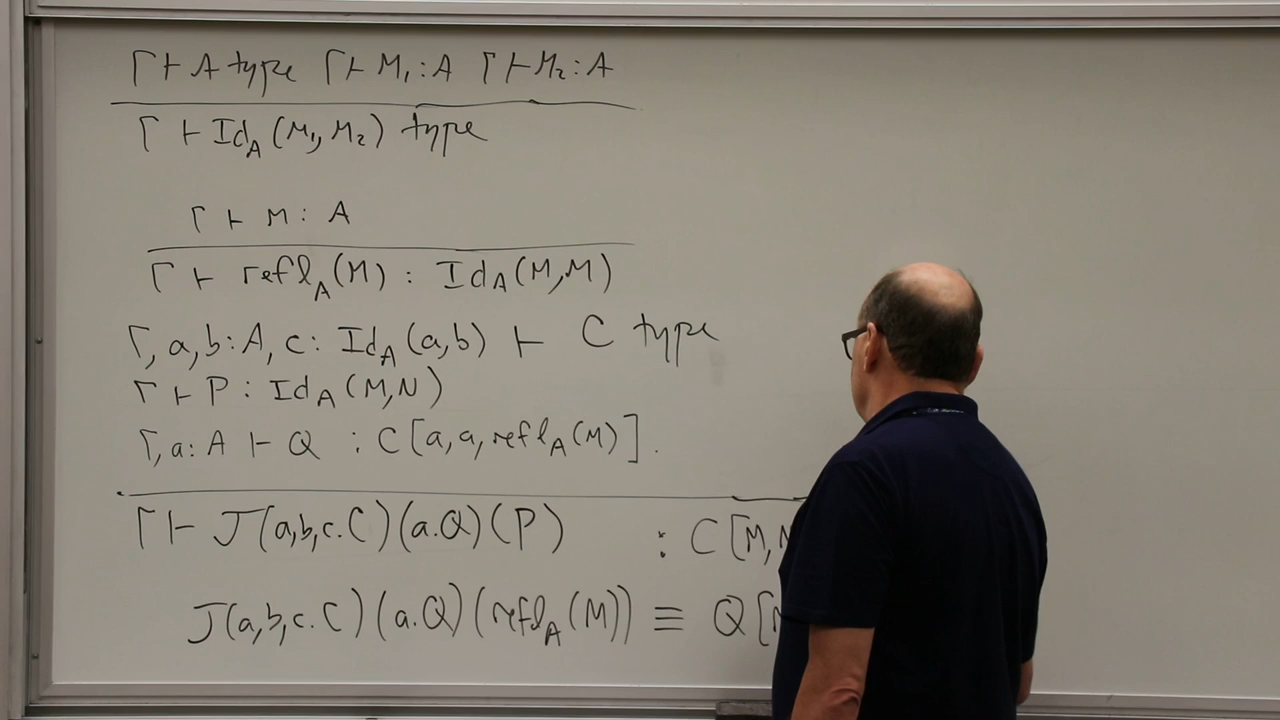 Γ ⊢ A type Γ ⊢ M₁ : A Γ ⊢ M₂ : A
Γ ⊢ Id_A (M₁, M₂) type
Γ ⊢ M : A
Γ ⊢ refl_A (M) : Id_A (M, M)
Γ, a, b : A, c : Id_A (a, b) ⊢ C type
Γ ⊢ P : Id_A (M, N)
Γ, a : A ⊢ Q : C [a, a, refl_A (M)].
Γ ⊢ J (a, b, c. C) (a. Q) (P) : C [M,
J (a, b, c. C) (a. Q) (refl_A (M)) ≡ Q [